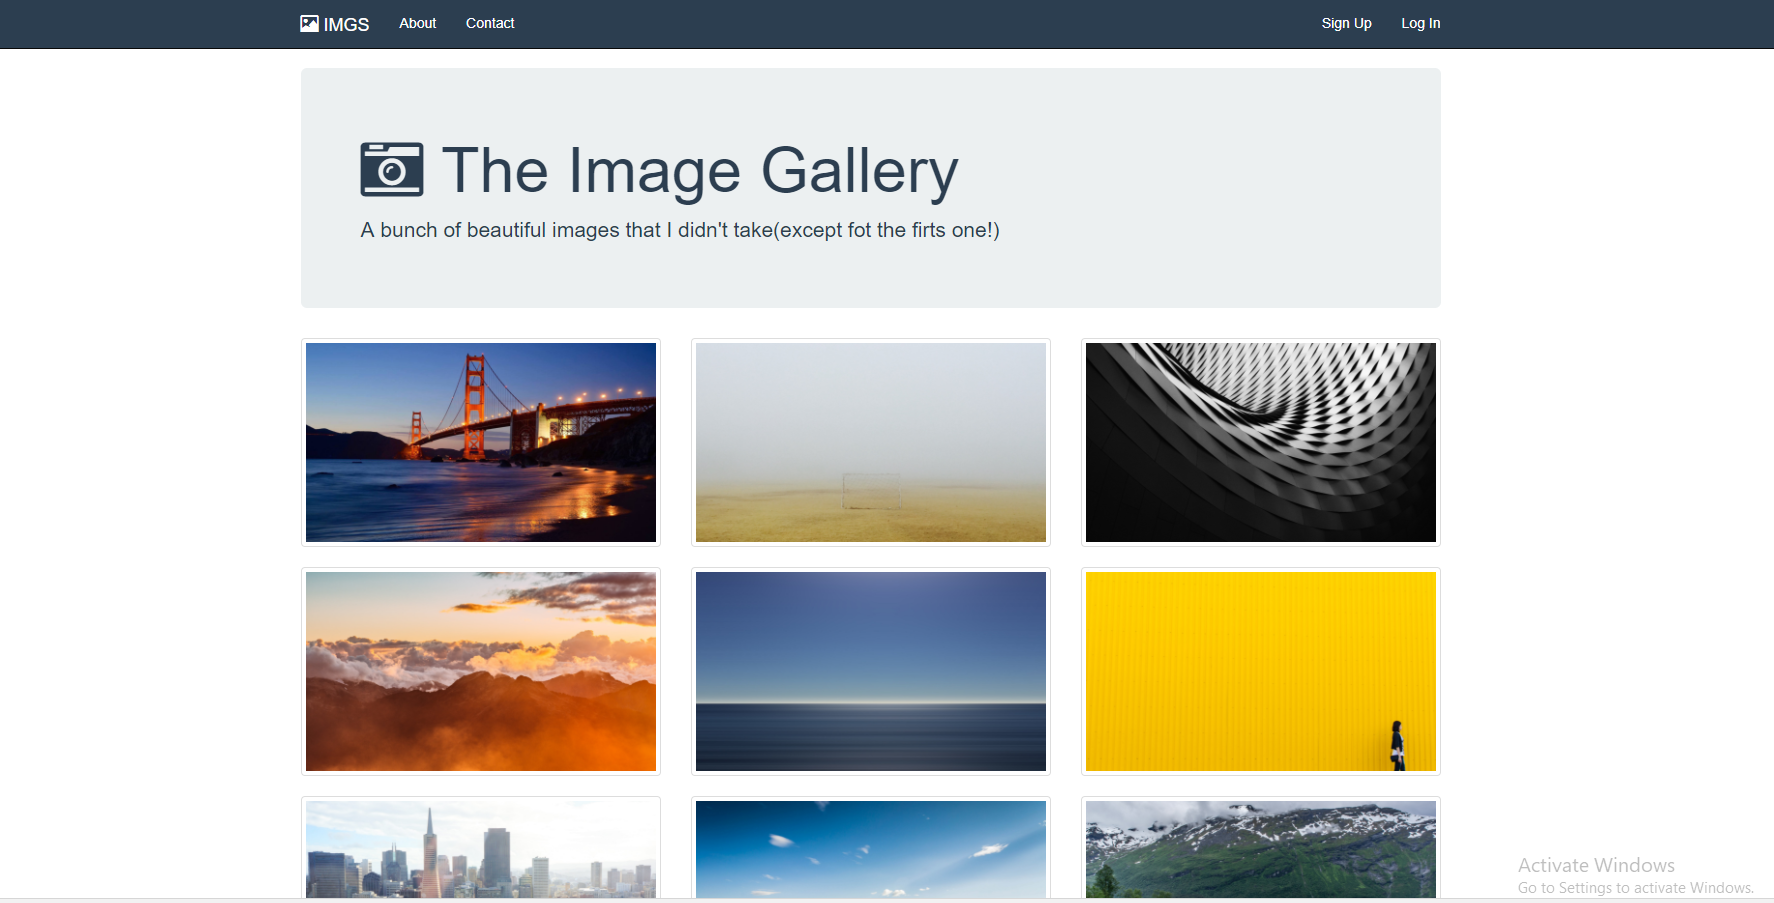 IMGS About Contact Sign Up Log In
The Image Gallery
A bunch of beautiful images that I didn't take(except fot the firts one!)
Activate Windows
Go to Settings to activate Windows.